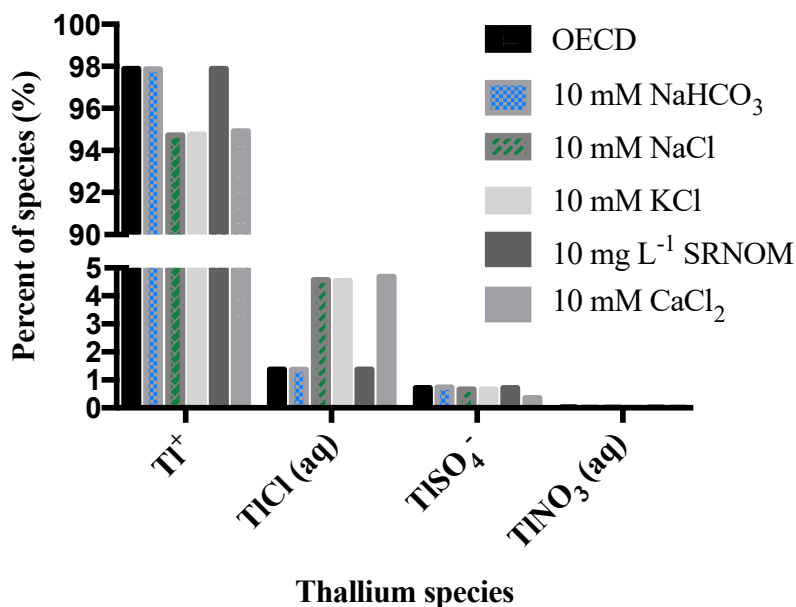 100
98
96
94
92
90
5
4
3
2
1
0
Percent of species (%)
OECD
10 mM NaHCO₃
10 mM NaCl
10 mM KCl
10 mg L⁻¹ SRNOM
10 mM CaCl₂
Tl⁺
TlCl (aq)
TlSO₄⁻
TlNO₃ (aq)
Thallium species